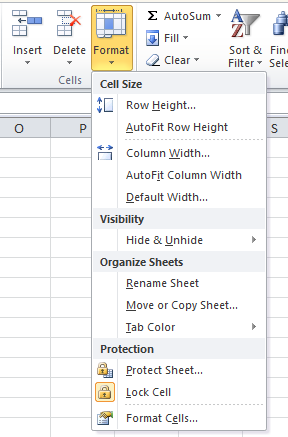 Insert Delete Format
Σ AutoSum
Fill
Clear
Sort & Filter
Find
Cells
O P S
Cell Size
Row Height...
AutoFit Row Height
Column Width...
AutoFit Column Width
Default Width...
Visibility
Hide & Unhide
Organize Sheets
Rename Sheet
Move or Copy Sheet...
Tab Color
Protection
Protect Sheet...
Lock Cell
Format Cells...